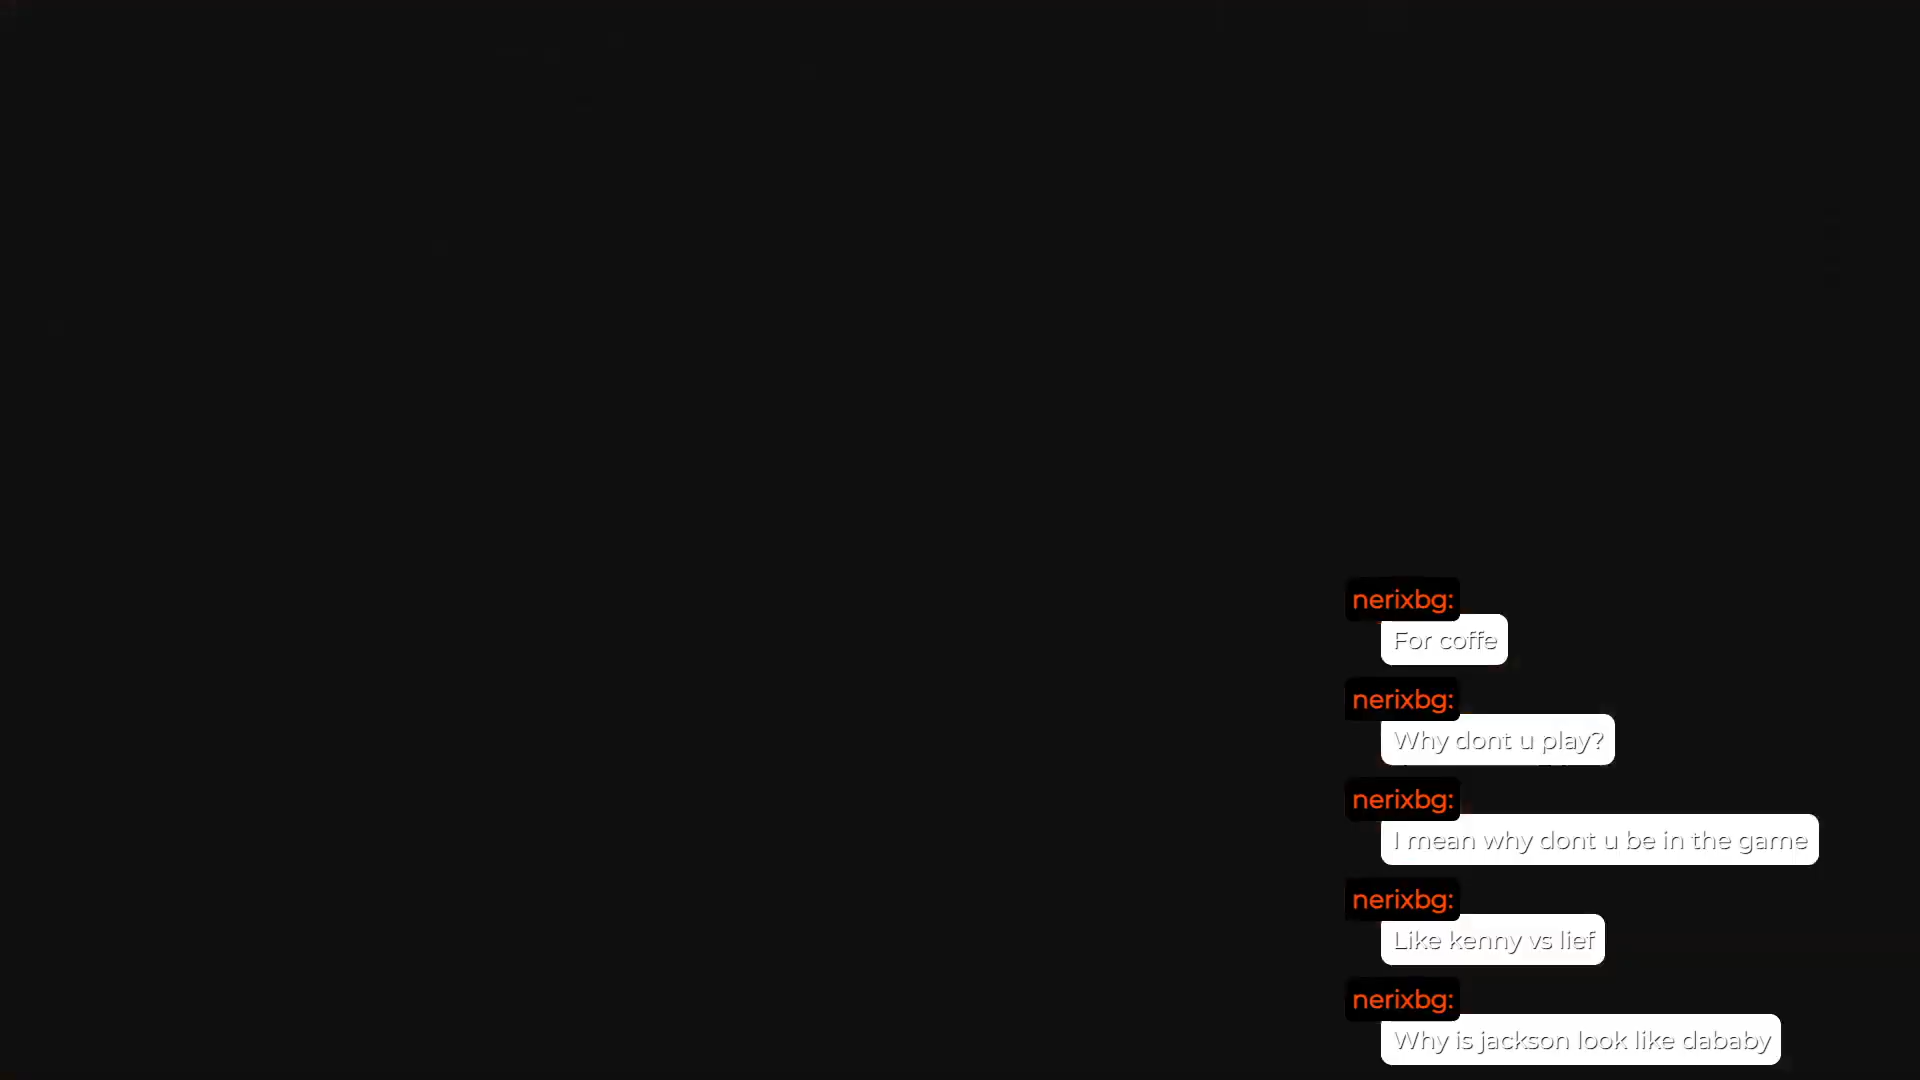 nerixbg:
For coffe
nerixbg:
Why dont u play?
nerixbg:
I mean why dont u be in the game
nerixbg:
Like kenny vs lief
nerixbg:
Why is jackson look like dababy